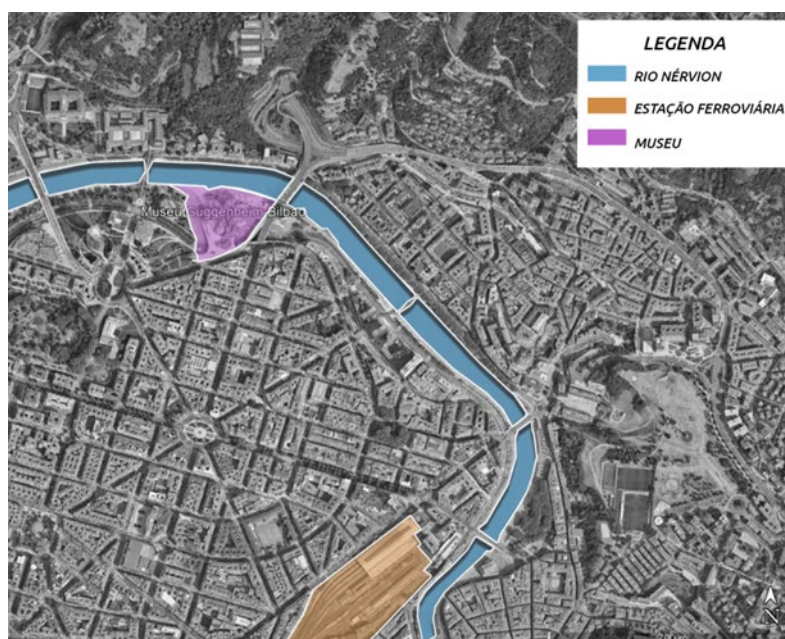 LEGENDA
RIO NÉRVION
ESTAÇÃO FERROVIÁRIA
MUSEU
Museu Guggenheim Bilbao
N